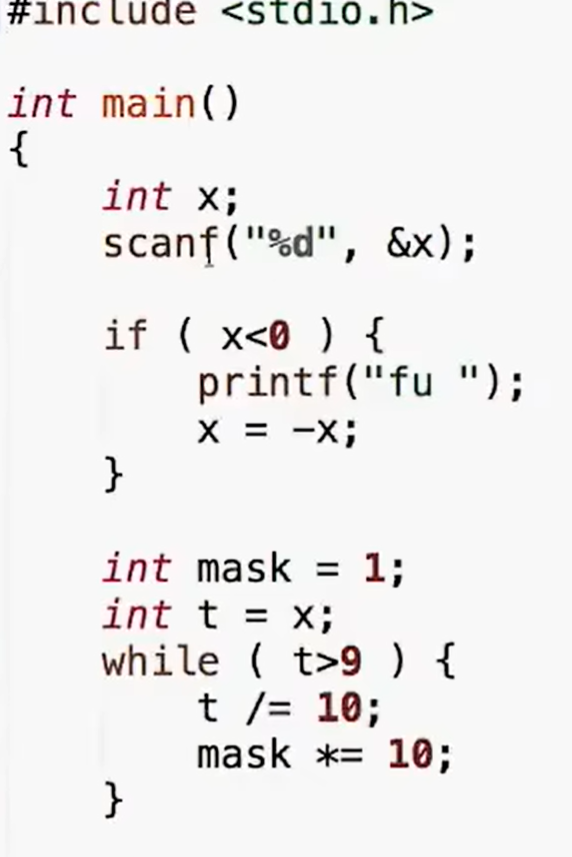 #include <stdio.h>
int main()
{
int x;
scanf("%d", &x);
if ( x<0 ) {
printf("fu ");
x = -x;
}
int mask = 1;
int t = x;
while ( t>9 ) {
t /= 10;
mask *= 10;
}